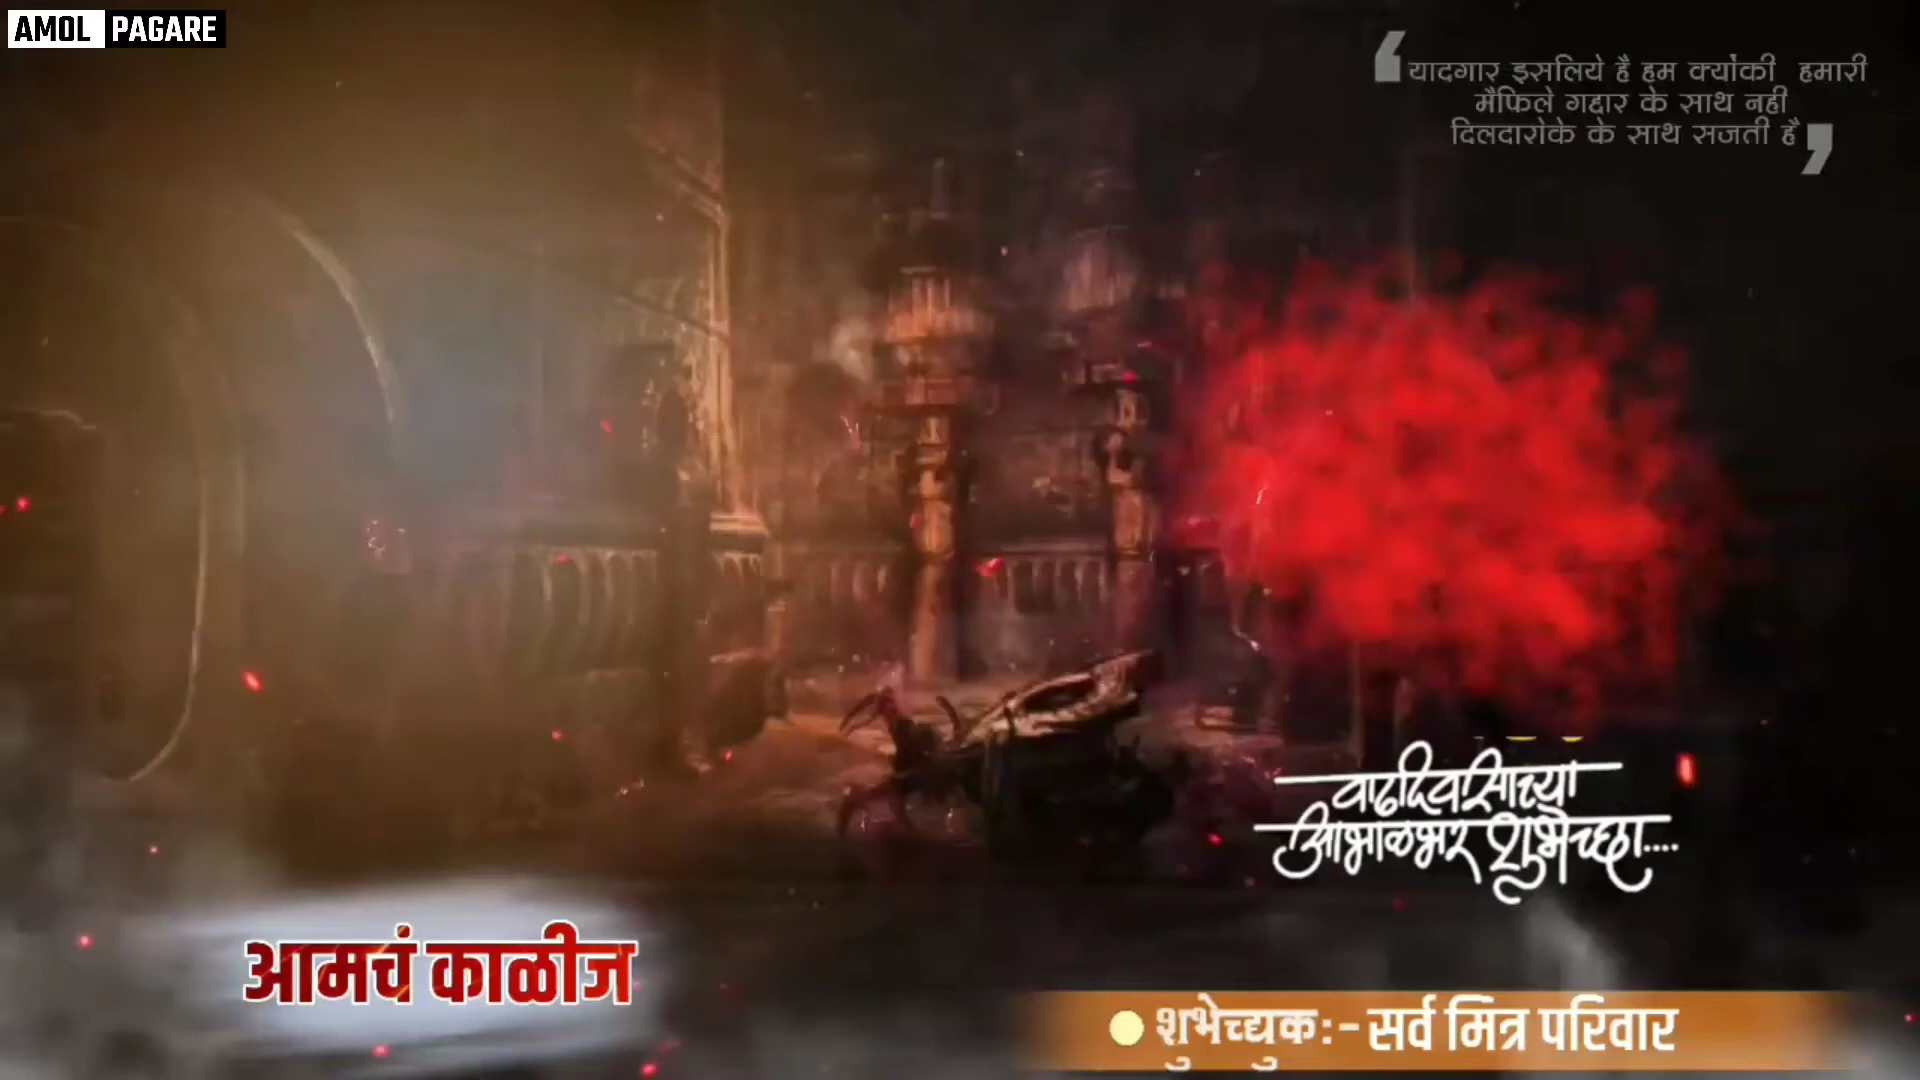 AMOL PAGARE
यादगार इसलिये है हम क्योंकी हमारी
मैफिले गद्दार के साथ नही
दिलदारोके के साथ सजती है
वाढदिवसाच्या
आभाळभर शुभेच्छा....
आमचं काळीज
शुभेच्छुक:- सर्व मित्र परिवार